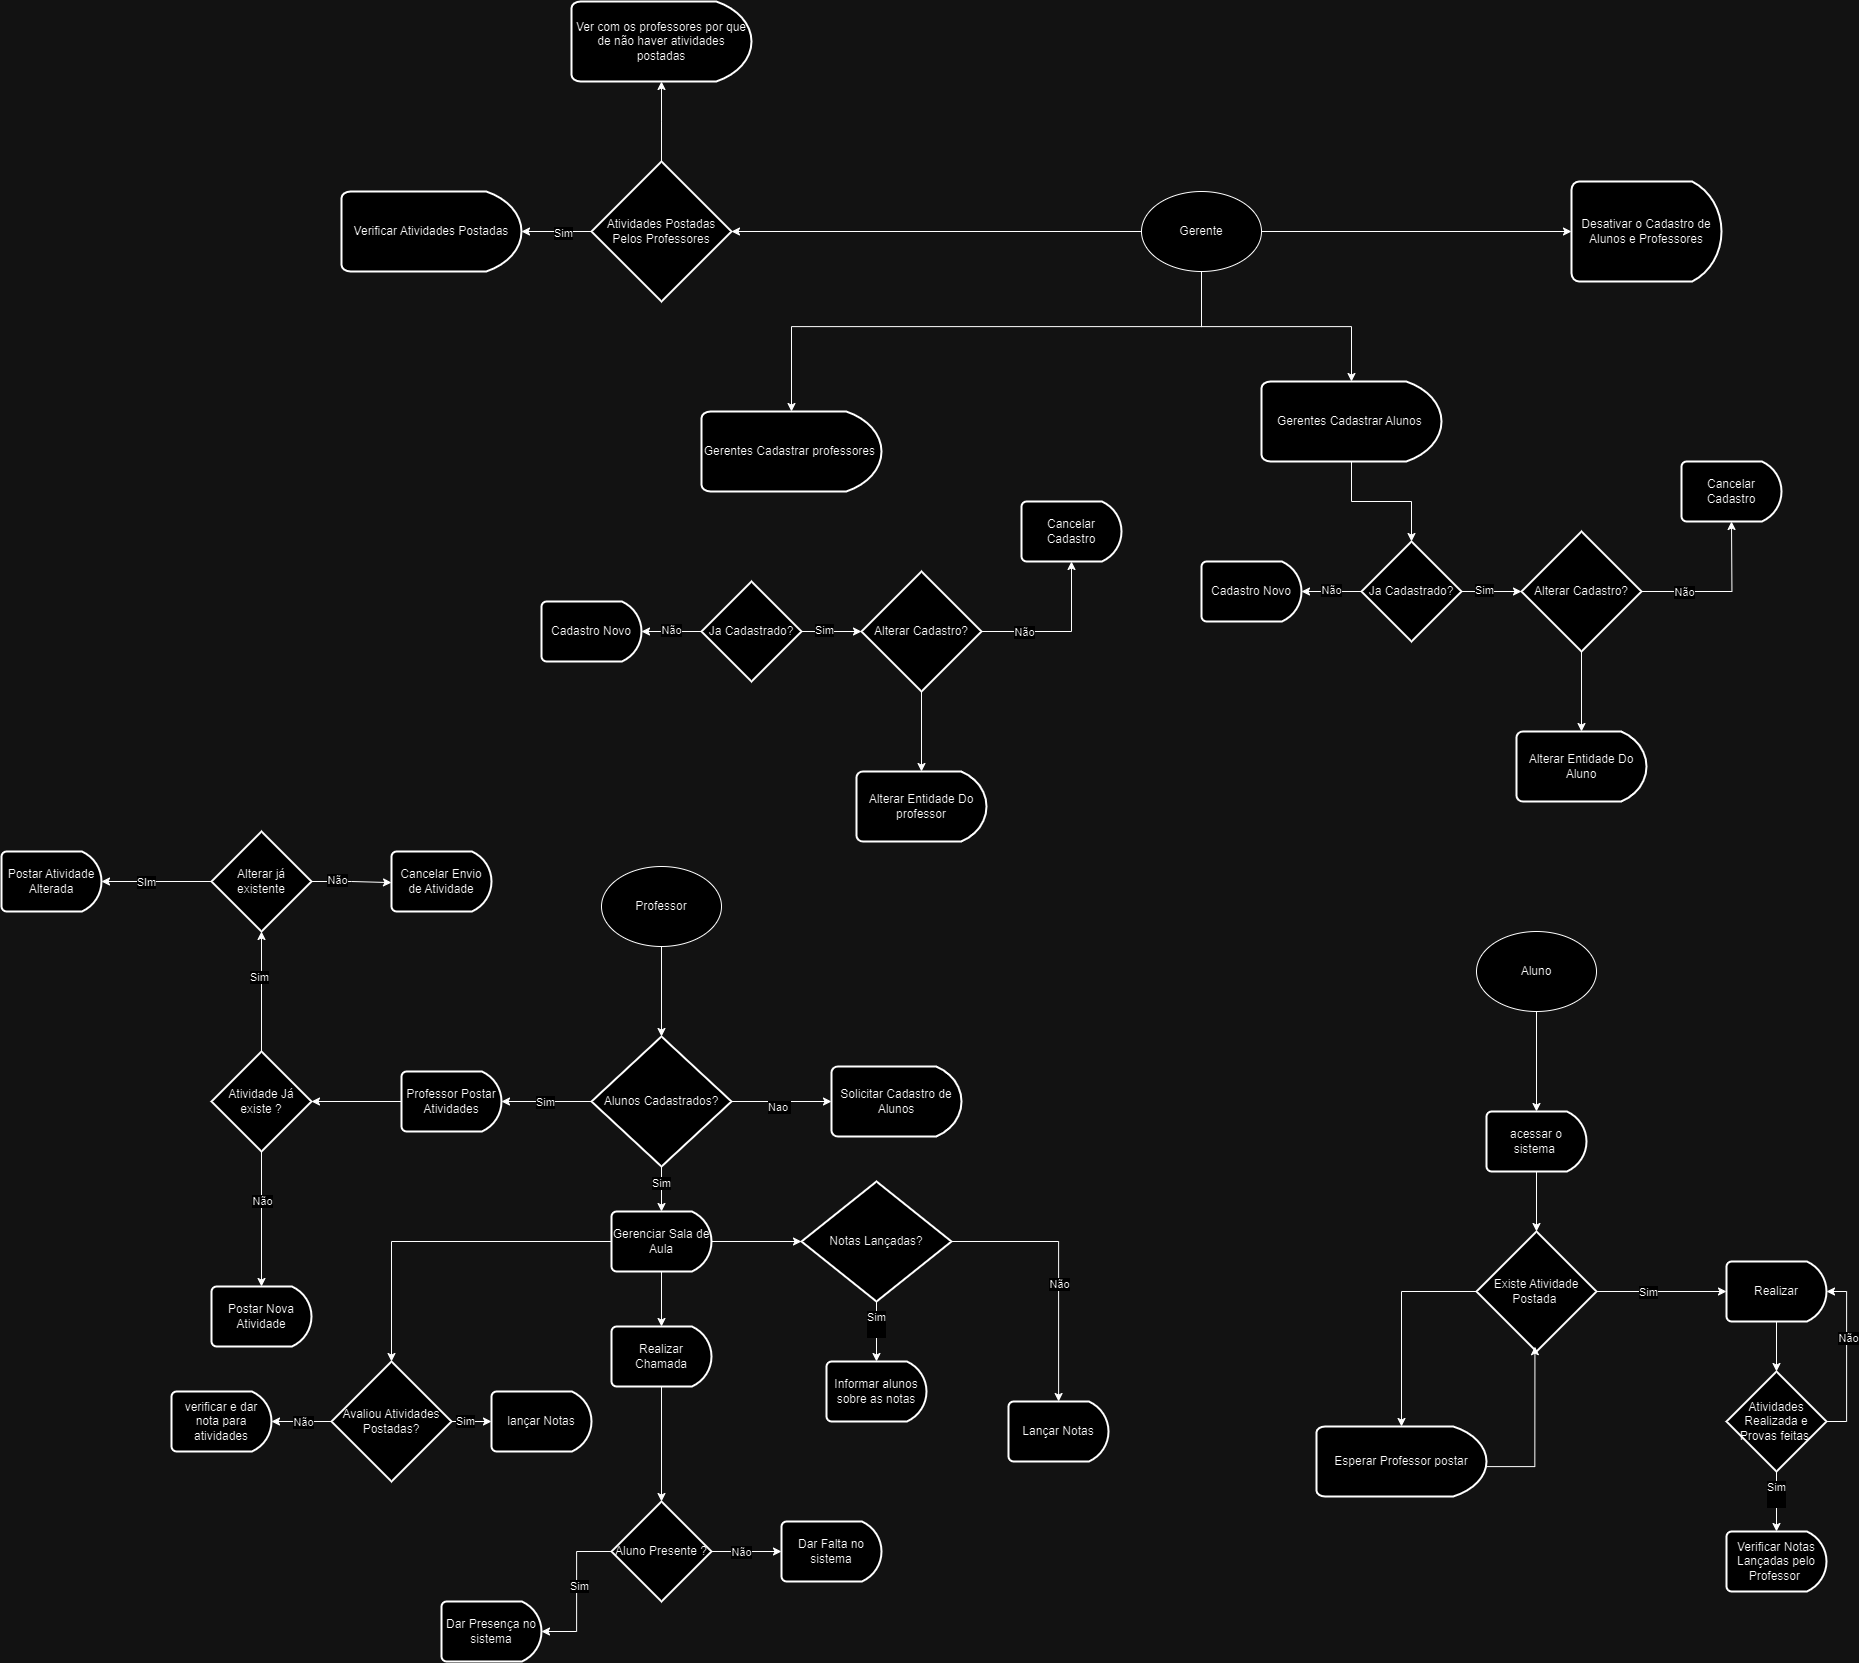 Ver com os professores por que
de não haver atividades
postadas
Verificar Atividades Postadas
Sim
Atividades Postadas
Pelos Professores
Gerente
Desativar o Cadastro de
Alunos e Professores
Gerentes Cadastrar professores
Gerentes Cadastrar Alunos
Cancelar
Cadastro
Cadastro Novo
Não
Ja Cadastrado?
Sim
Alterar Cadastro?
Não
Alterar Entidade Do
Aluno
Cancelar
Cadastro
Cadastro Novo
Não
Ja Cadastrado?
Sim
Alterar Cadastro?
Não
Alterar Entidade Do
professor
Postar Atividade
Alterada
SIm
Alterar já
existente
Não
Cancelar Envio
de Atividade
Sim
Professor
Atividade Já
existe ?
Professor Postar
Atividades
Sim
Alunos Cadastrados?
Nao
Solicitar Cadastro de
Alunos
Não
Postar Nova
Atividade
Sim
Gerenciar Sala de
Aula
Notas Lançadas?
Não
Sim
Informar alunos
sobre as notas
Lançar Notas
Realizar
Chamada
verificar e dar
nota para
atividades
Não
Avaliou Atividades
Postadas?
Sim
lançar Notas
Aluno Presente ?
Não
Dar Falta no
sistema
Sim
Dar Presença no
sistema
Aluno
acessar o
sistema
Existe Atividade
Postada
Sim
Realizar
Não
Esperar Professor postar
Atividades
Realizada e
Provas feitas
Sim
Verificar Notas
Lançadas pelo
Professor